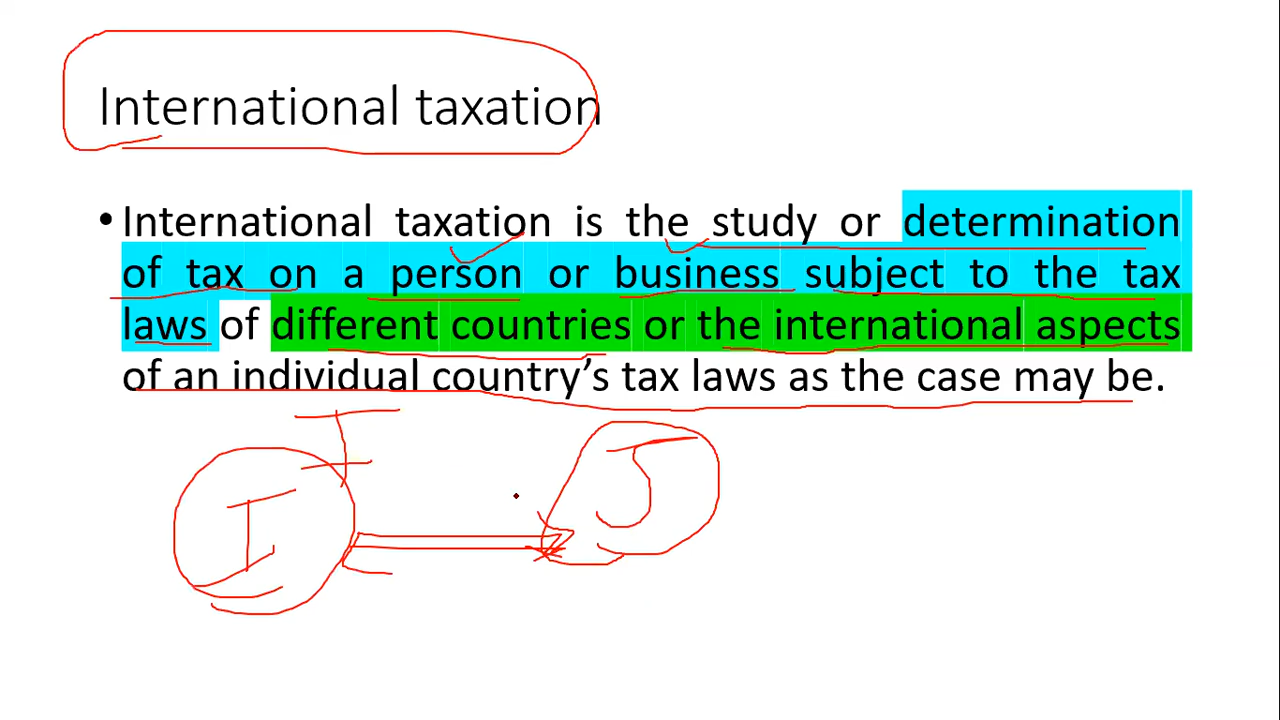 International taxation
• International taxation is the study or determination
of tax on a person or business subject to the tax
laws of different countries or the international aspects
of an individual country’s tax laws as the case may be.
I
I J